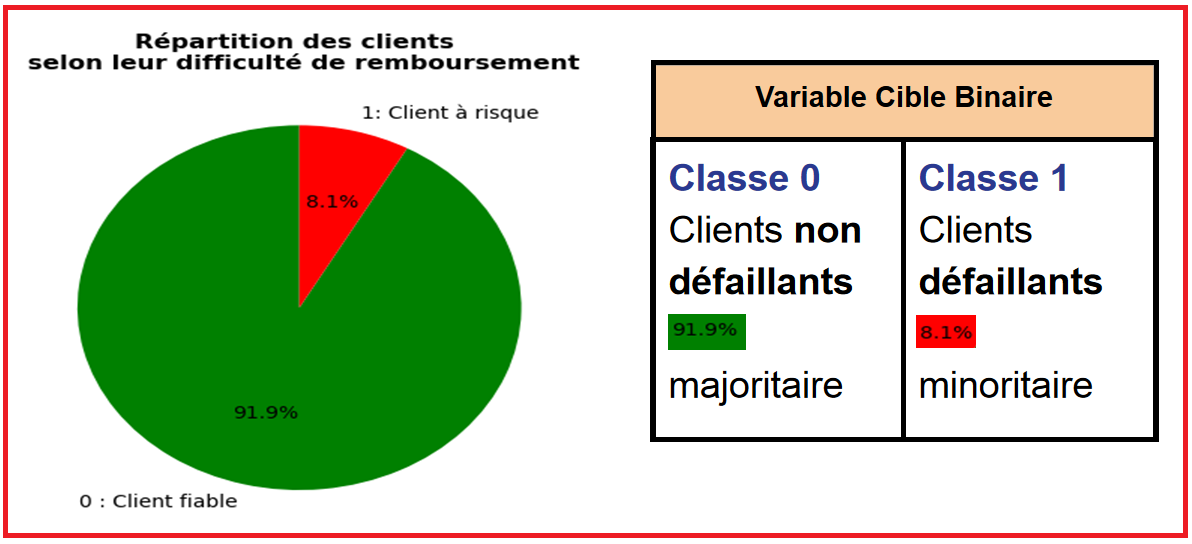 Répartition des clients
selon leur difficulté de remboursement
1: Client à risque
8.1%
91.9%
0 : Client fiable
Variable Cible Binaire
Classe 0
Clients non
défaillants
91.9%
majoritaire
Classe 1
Clients
défaillants
8.1%
minoritaire